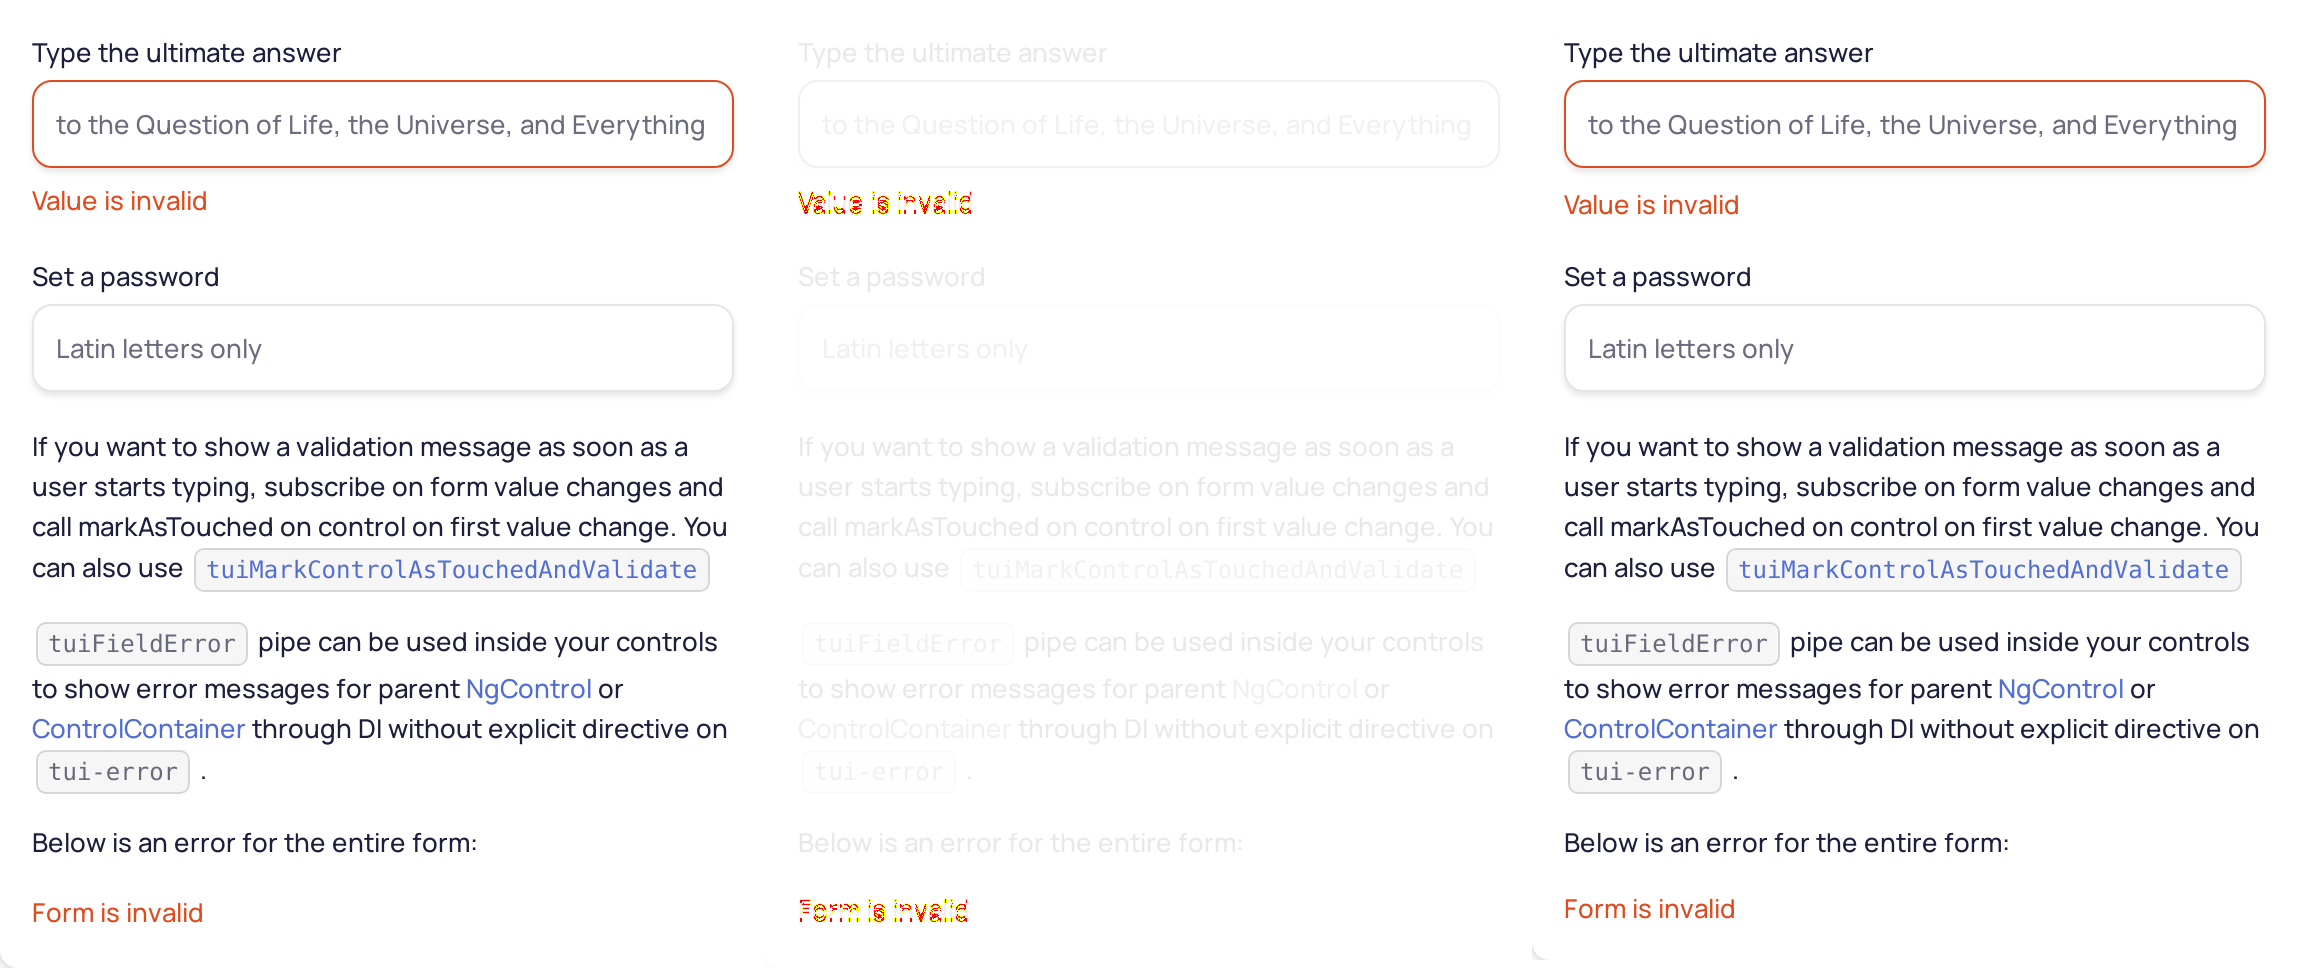 Type the ultimate answer
to the Question of Life, the Universe, and Everything
Value is invalid
Set a password
Latin letters only
If you want to show a validation message as soon as a
user starts typing, subscribe on form value changes and
call markAsTouched on control on first value change. You
can also use tuiMarkControlAsTouchedAndValidate
tuiFieldError pipe can be used inside your controls
to show error messages for parent NgControl or
ControlContainer through DI without explicit directive on
tui-error .
Below is an error for the entire form:
Form is invalid
Type the ultimate answer
to the Question of Life, the Universe, and Everything
Value is invalid
Set a password
Latin letters only
If you want to show a validation message as soon as a
user starts typing, subscribe on form value changes and
call markAsTouched on control on first value change. You
can also use tuiMarkControlAsTouchedAndValidate
tuiFieldError pipe can be used inside your controls
to show error messages for parent NgControl or
ControlContainer through DI without explicit directive on
tui-error .
Below is an error for the entire form:
Form is invalid
Type the ultimate answer
to the Question of Life, the Universe, and Everything
Value is invalid
Set a password
Latin letters only
If you want to show a validation message as soon as a
user starts typing, subscribe on form value changes and
call markAsTouched on control on first value change. You
can also use tuiMarkControlAsTouchedAndValidate
tuiFieldError pipe can be used inside your controls
to show error messages for parent NgControl or
ControlContainer through DI without explicit directive on
tui-error .
Below is an error for the entire form:
Form is invalid